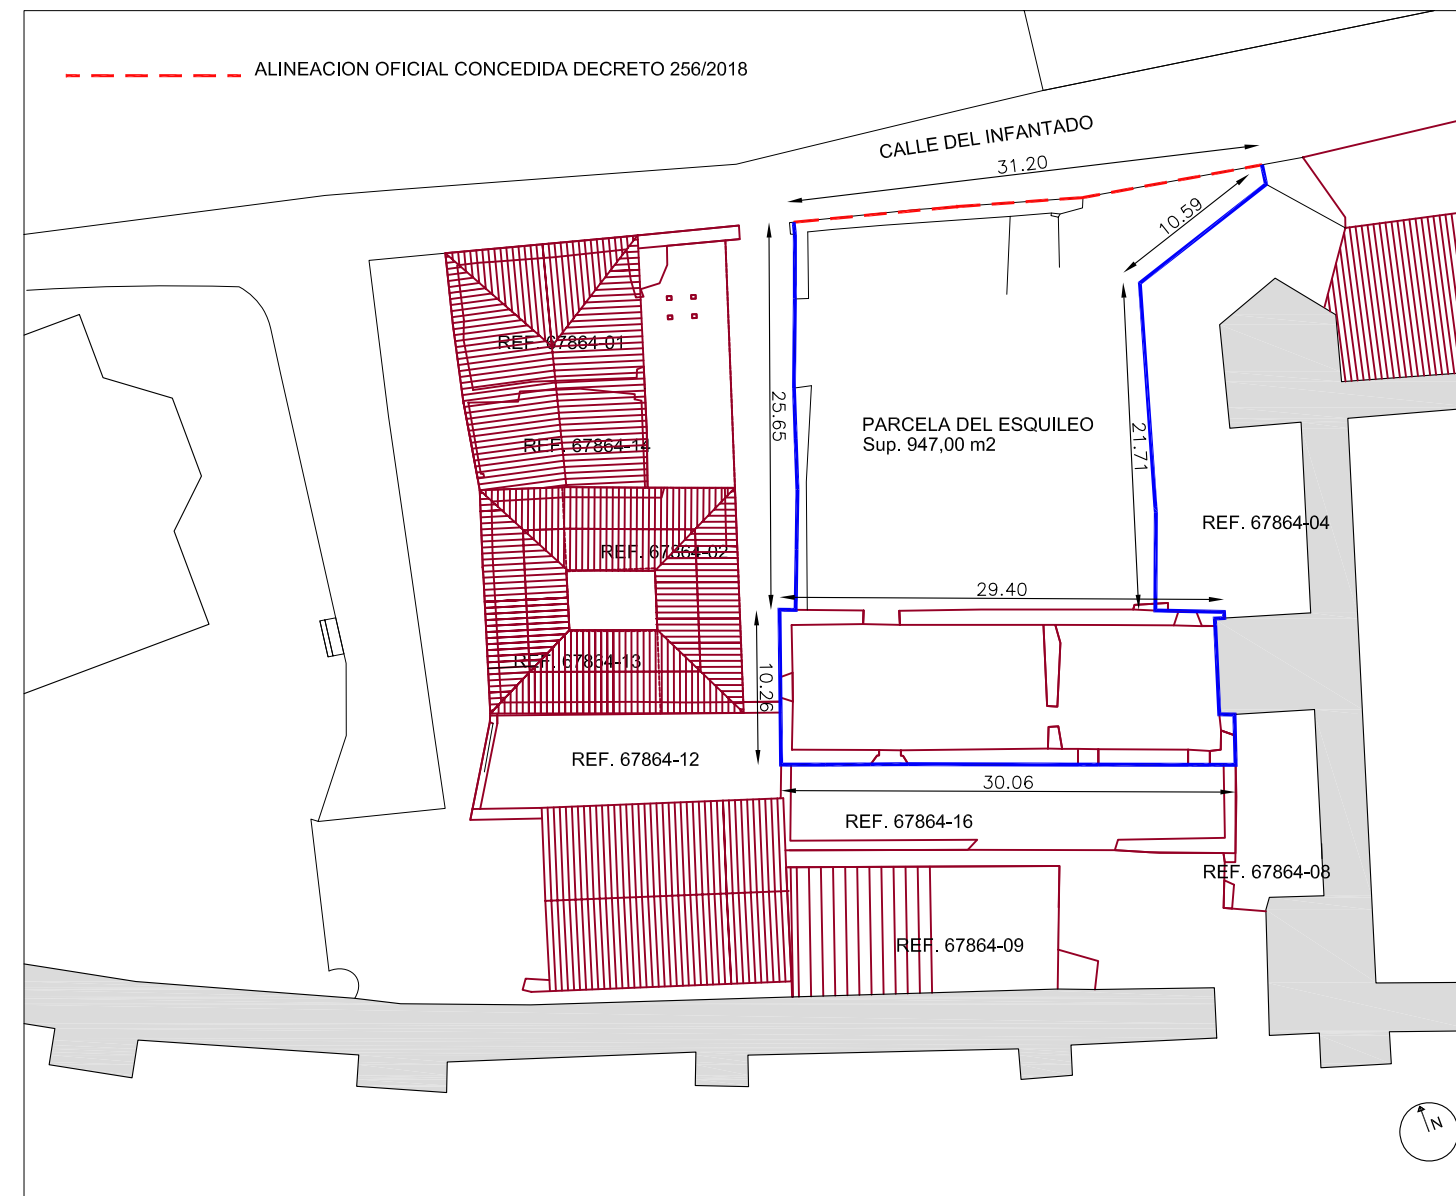 ALINEACION OFICIAL CONCEDIDA DECRETO 256/2018
CALLE DEL INFANTADO
31.20
10.59
REF. 67864-01
25.65
PARCELA DEL ESQUILEO
Sup. 947,00 m2
21.71
REF. 67864-14
REF. 67864-04
REF. 67864-02
29.40
REF. 67864-13
10.26
REF. 67864-12
30.06
REF. 67864-16
REF. 67864-08
REF. 67864-09
N